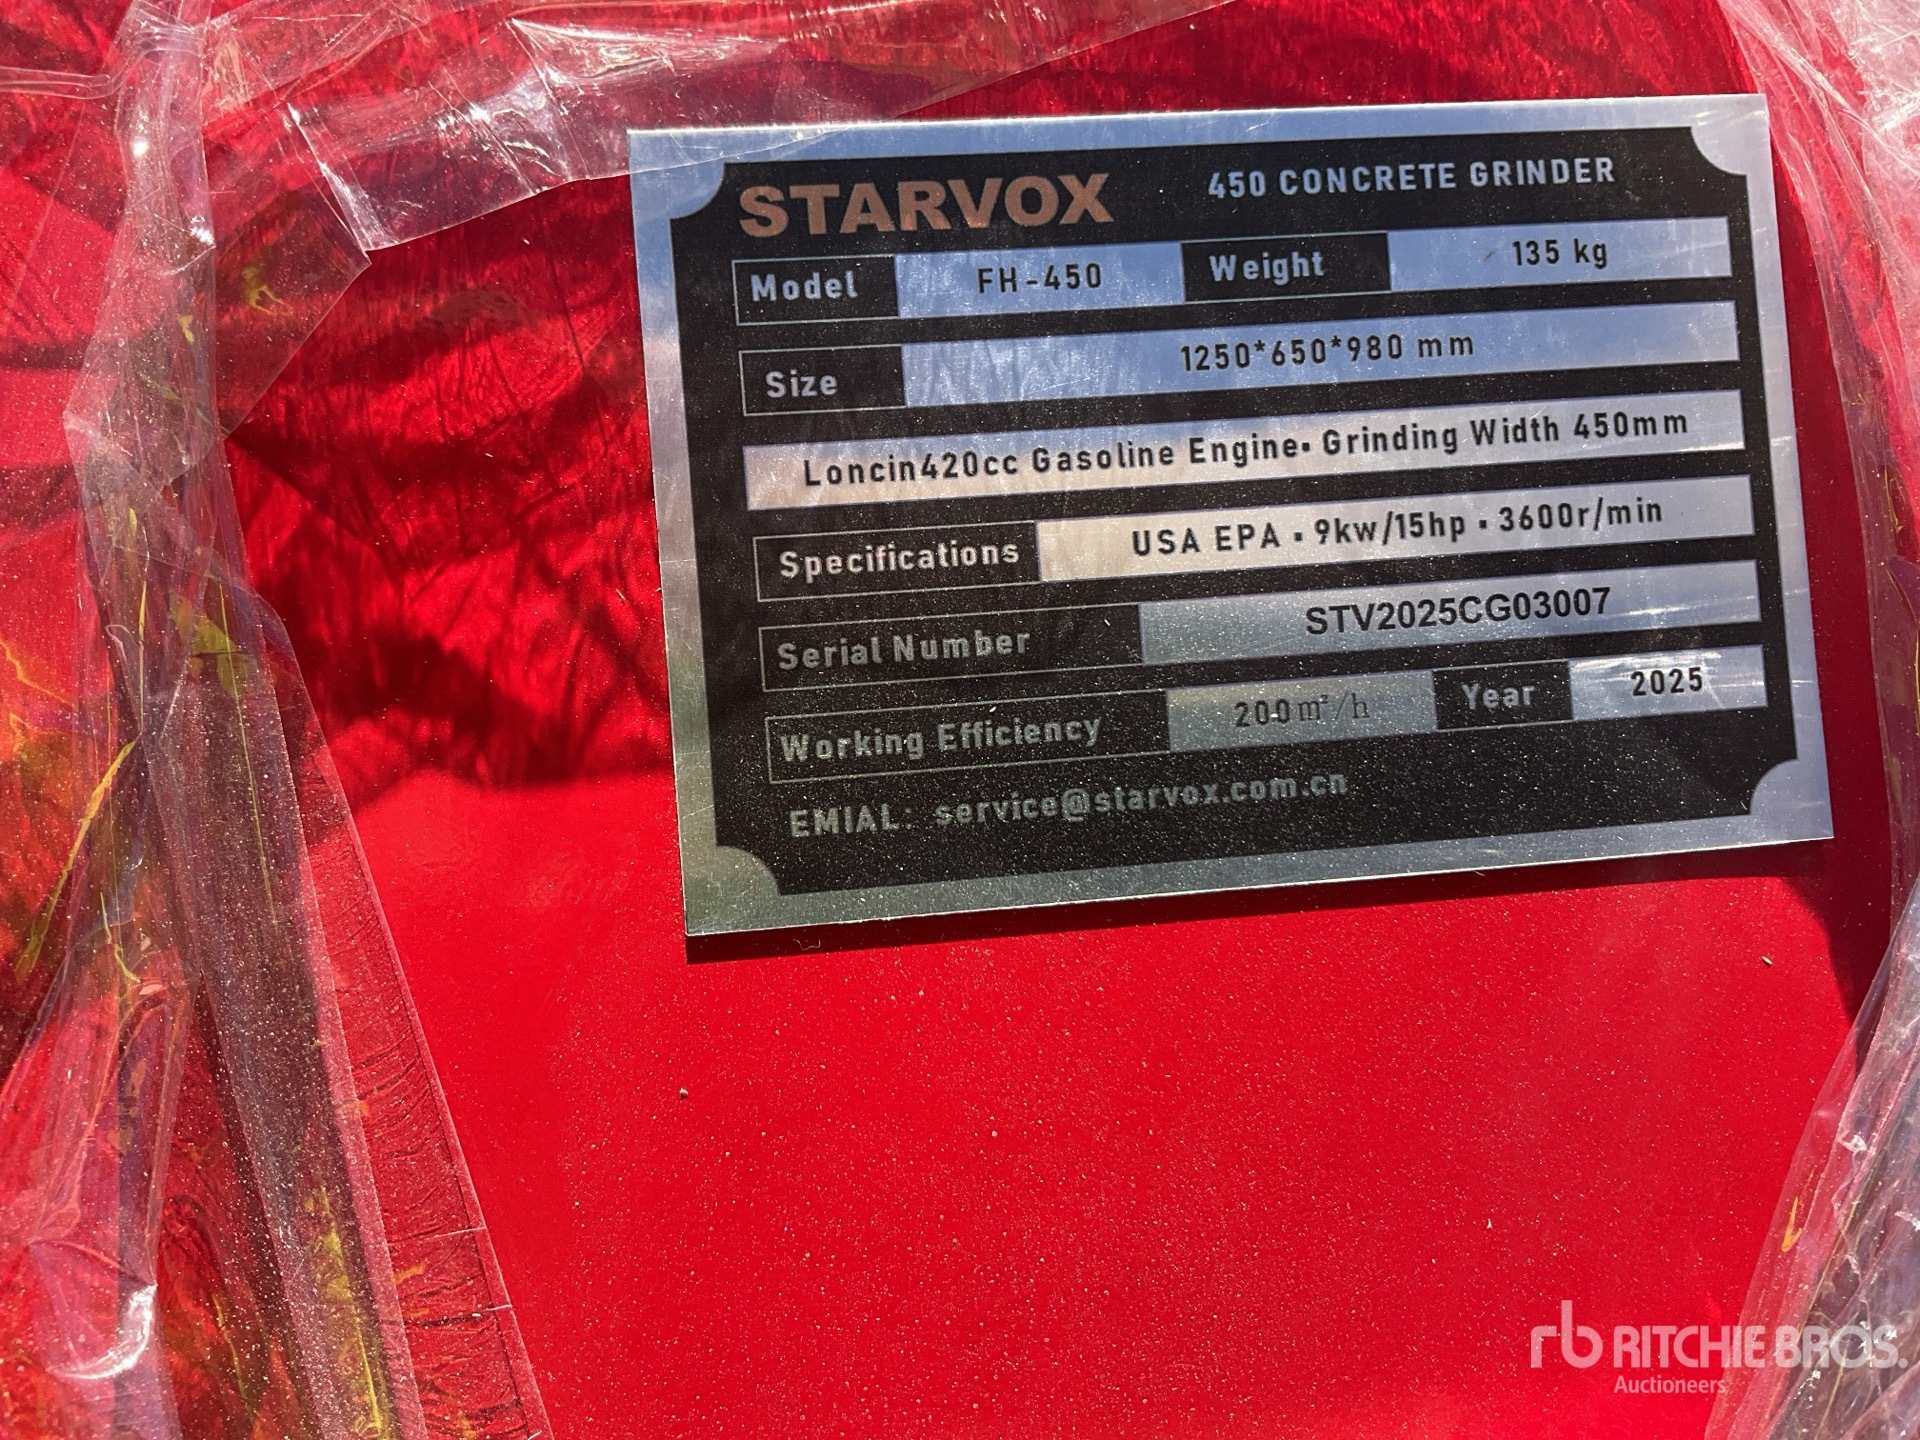 STARVOX 450 CONCRETE GRINDER
Model FH-450 Weight 135 kg
Size 1250*650*980 mm
Loncin420cc Gasoline Engine▪ Grinding Width 450mm
Specifications USA EPA ▪ 9kw/15hp ▪ 3600r/min
Serial Number STV2025CG03007
Working Efficiency 200㎡/h Year 2025
EMIAL: service@starvox.com.cn
rb RITCHIE BROS.
Auctioneers